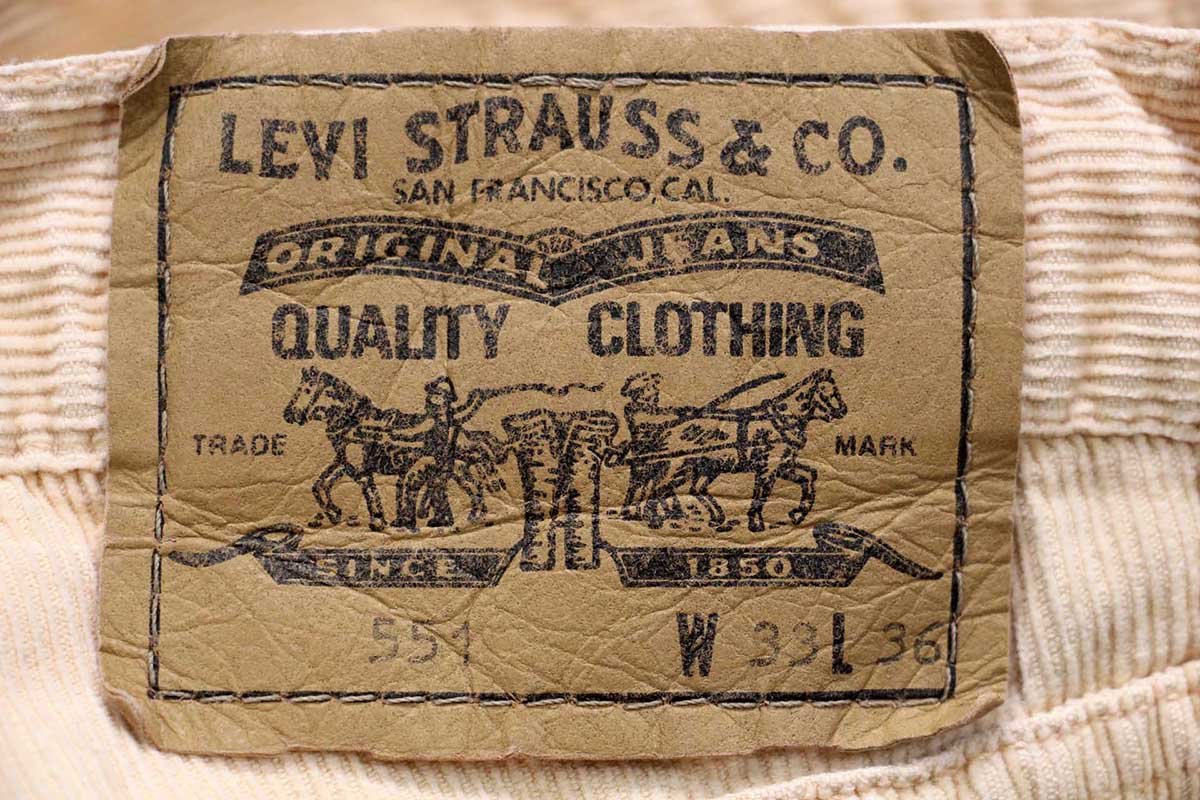 LEVI STRAUSS & CO.
SAN FRANCISCO, CAL.
ORIGINAL JEANS
QUALITY CLOTHING
TRADE MARK
SINCE 1850
551 W 33 L 36